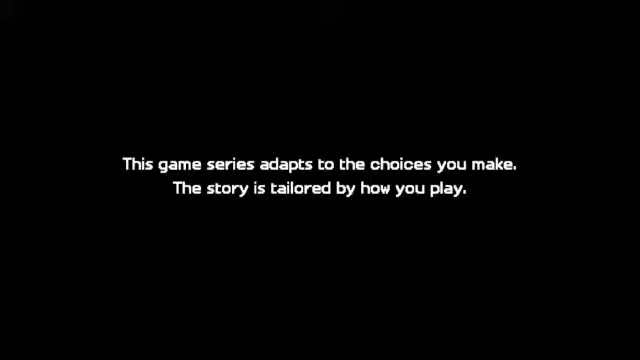 This game series adapts to the choices you make.
The story is tailored by how you play.